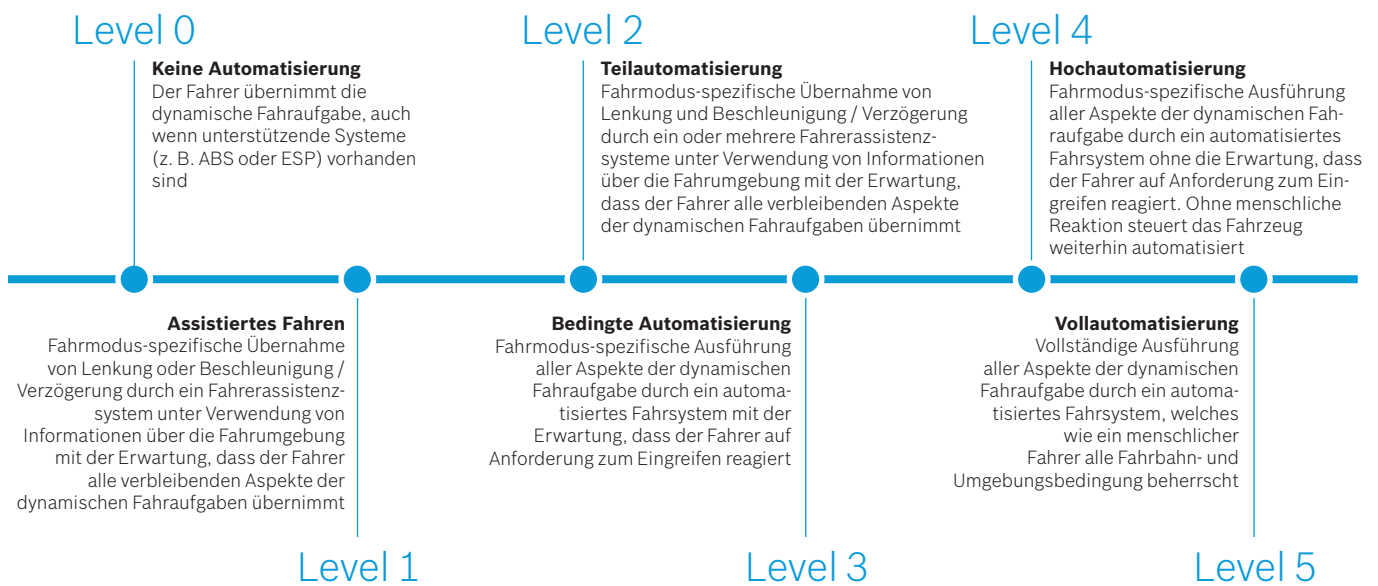 Level 0
Keine Automatisierung
Der Fahrer übernimmt die
dynamische Fahraufgabe, auch
wenn unterstützende Systeme
(z. B. ABS oder ESP) vorhanden
sind
Assistiertes Fahren
Fahrmodus-spezifische Übernahme
von Lenkung oder Beschleunigung /
Verzögerung durch ein Fahrerassistenz-
system unter Verwendung von
Informationen über die Fahrumgebung
mit der Erwartung, dass der Fahrer
alle verbleibenden Aspekte der
dynamischen Fahraufgaben übernimmt
Level 1
Level 2
Teilautomatisierung
Fahrmodus-spezifische Übernahme von
Lenkung und Beschleunigung / Verzögerung
durch ein oder mehrere Fahrerassistenz-
systeme unter Verwendung von Informationen
über die Fahrumgebung mit der Erwartung,
dass der Fahrer alle verbleibenden Aspekte
der dynamischen Fahraufgaben übernimmt
Bedingte Automatisierung
Fahrmodus-spezifische Ausführung
aller Aspekte der dynamischen
Fahraufgabe durch ein automa-
tisiertes Fahrsystem mit der
Erwartung, dass der Fahrer auf
Anforderung zum Eingreifen reagiert
Level 3
Level 4
Hochautomatisierung
Fahrmodus-spezifische Ausführung
aller Aspekte der dynamischen Fah-
raufgabe durch ein automatisiertes
Fahrsystem ohne die Erwartung, dass
der Fahrer auf Anforderung zum Ein-
greifen reagiert. Ohne menschliche
Reaktion steuert das Fahrzeug
weiterhin automatisiert
Vollautomatisierung
Vollständige Ausführung
aller Aspekte der dynamischen
Fahraufgabe durch ein automa-
tisiertes Fahrsystem, welches
wie ein menschlicher
Fahrer alle Fahrbahn- und
Umgebungsbedingung beherrscht
Level 5